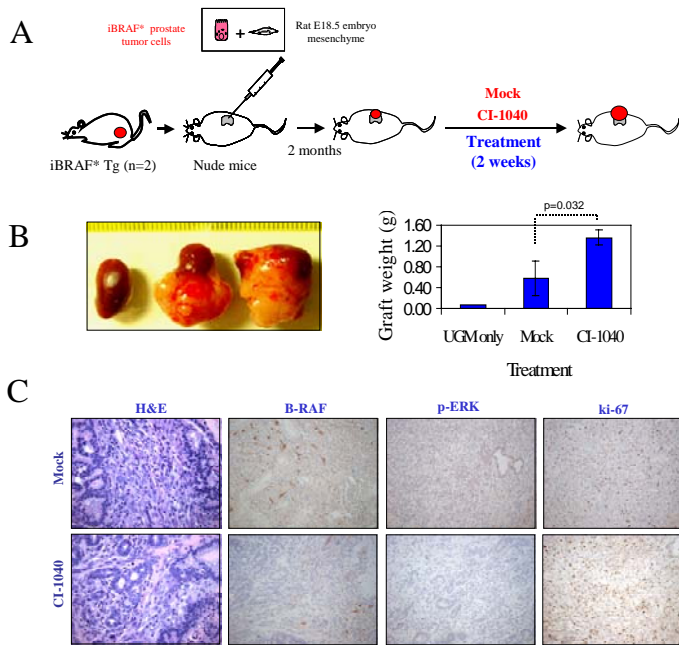 A
iBRAF* prostate
tumor cells
+
Rat E18.5 embryo
mesenchyme
iBRAF* Tg (n=2)
Nude mice
2 months
Mock
CI-1040
Treatment
(2 weeks)
B
p=0.032
Graft weight (g)
1.60
1.20
0.80
0.40
0.00
UGM only
Mock
CI-1040
Treatment
C
H&E
B-RAF
p-ERK
ki-67
Mock
CI-1040